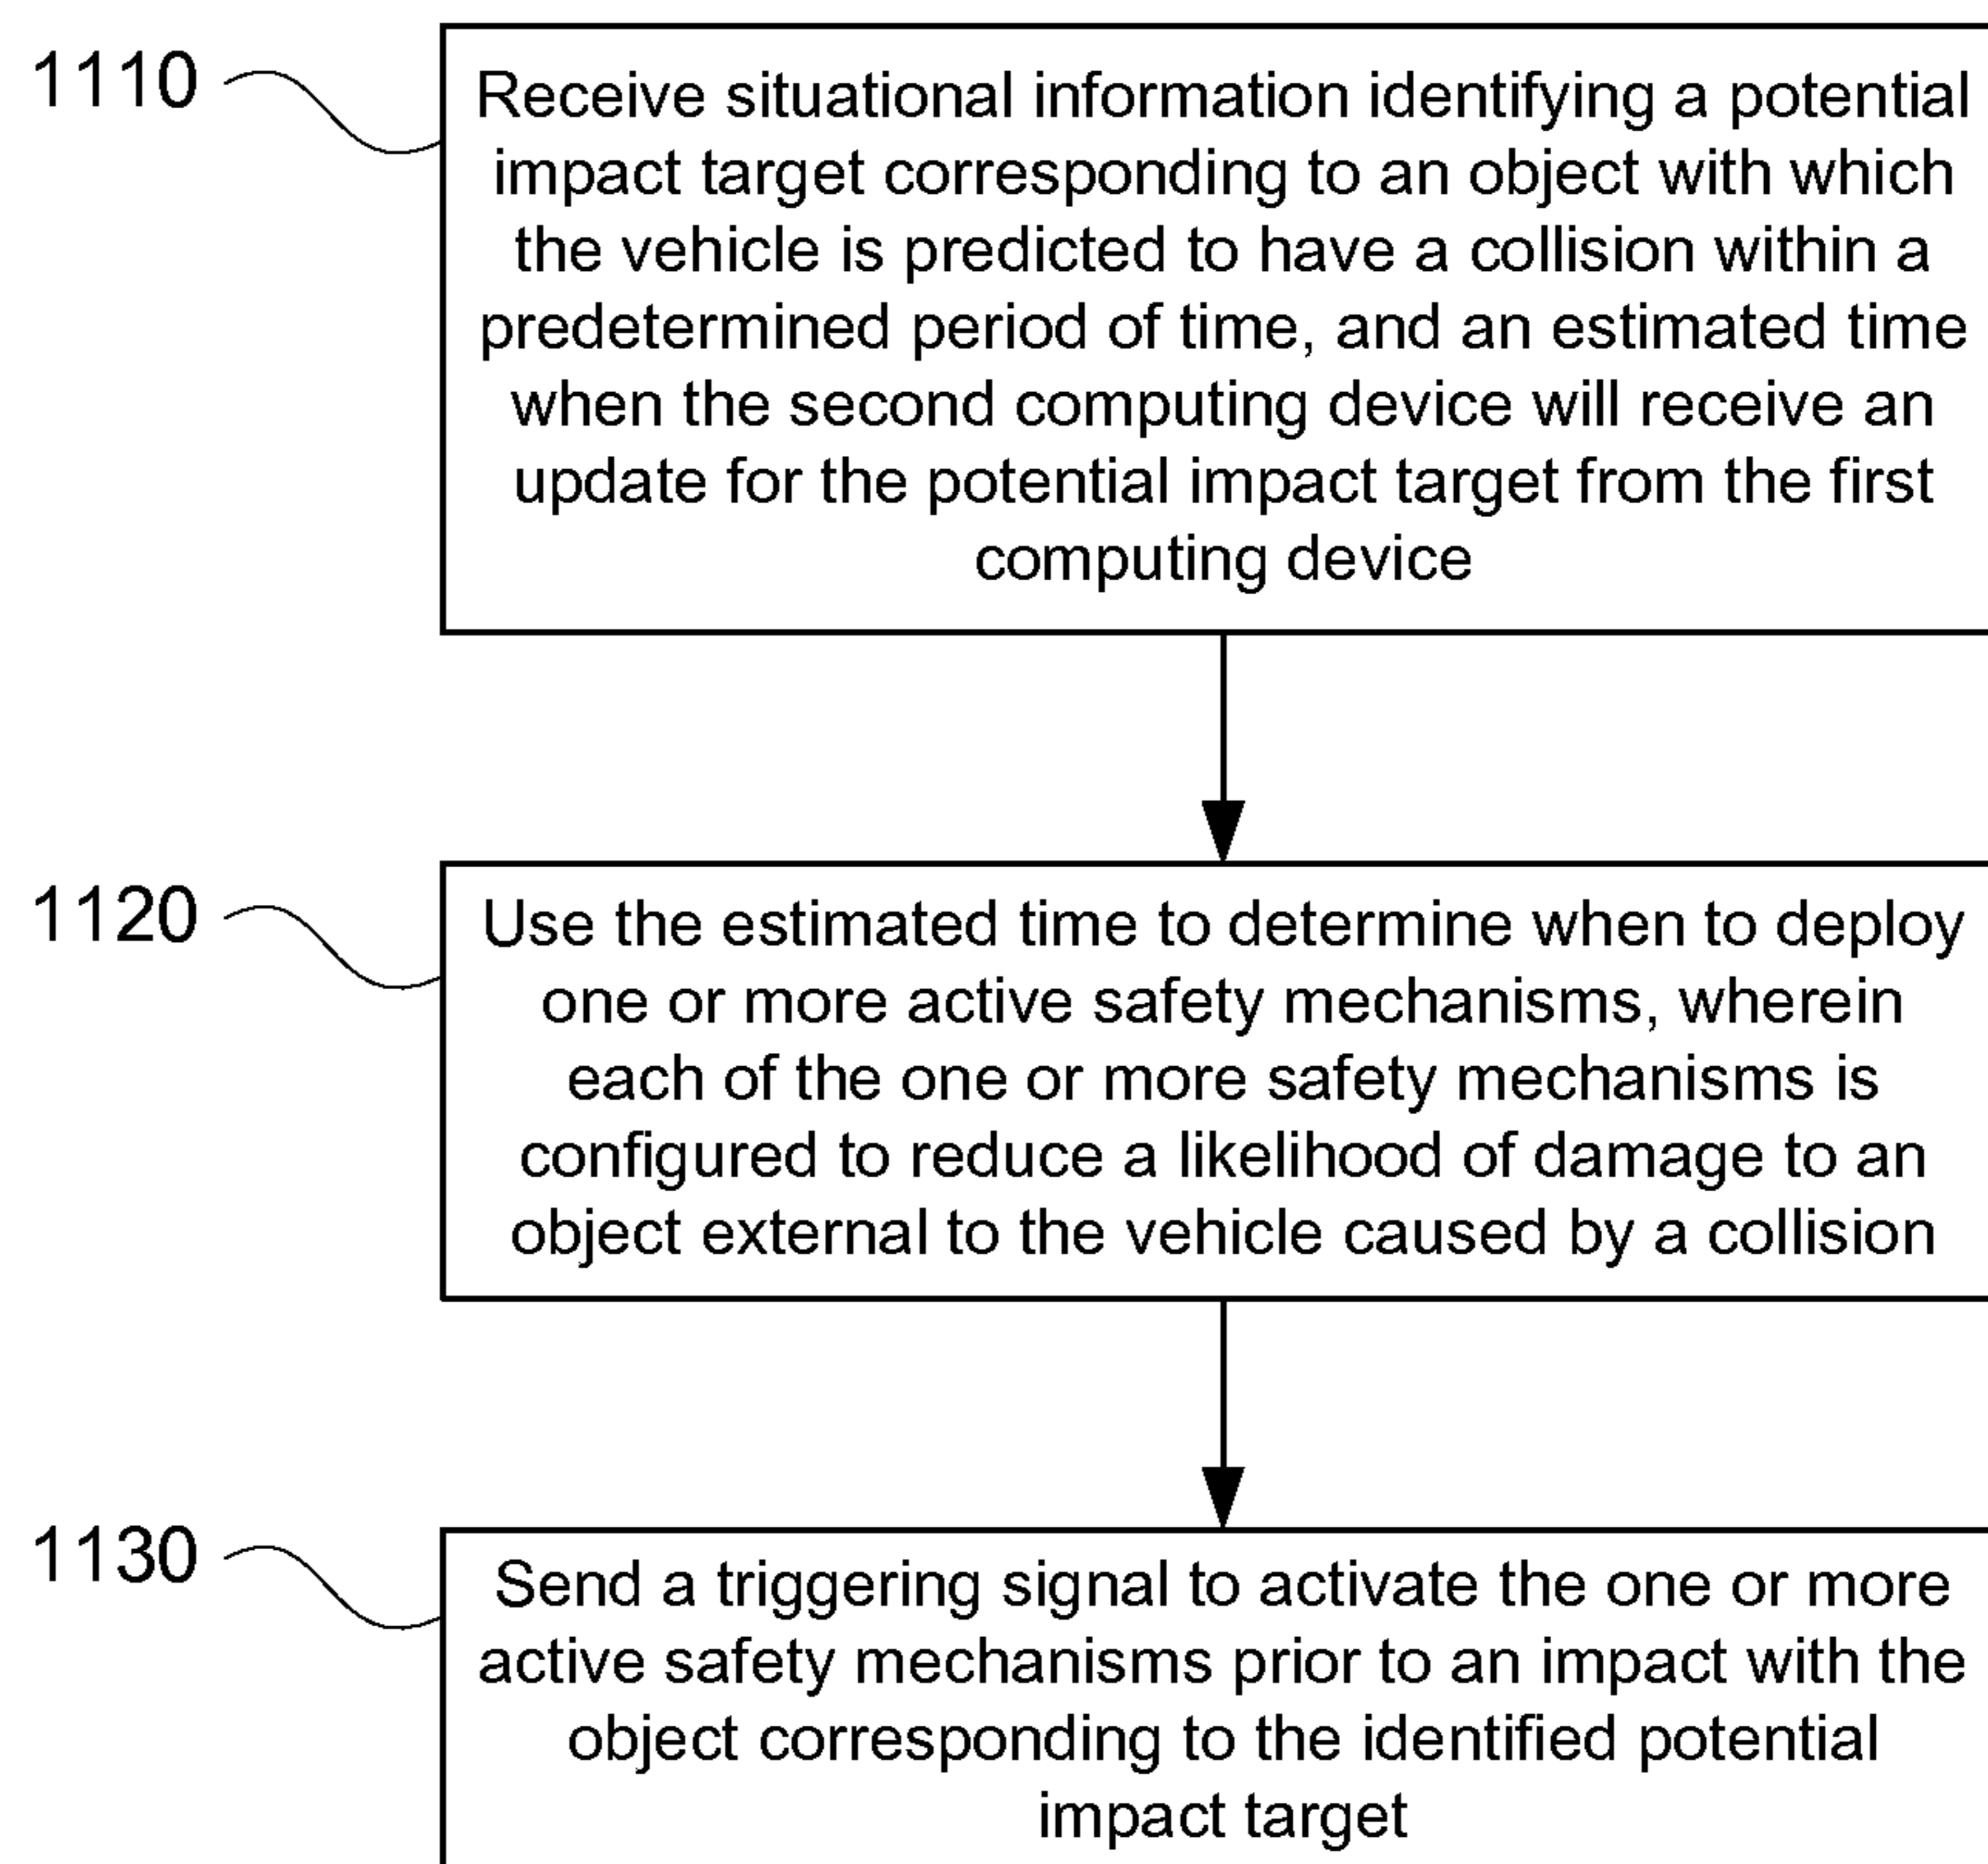 1110
Receive situational information identifying a potential
impact target corresponding to an object with which
the vehicle is predicted to have a collision within a
predetermined period of time, and an estimated time
when the second computing device will receive an
update for the potential impact target from the first
computing device
1120
Use the estimated time to determine when to deploy
one or more active safety mechanisms, wherein
each of the one or more safety mechanisms is
configured to reduce a likelihood of damage to an
object external to the vehicle caused by a collision
1130
Send a triggering signal to activate the one or more
active safety mechanisms prior to an impact with the
object corresponding to the identified potential
impact target